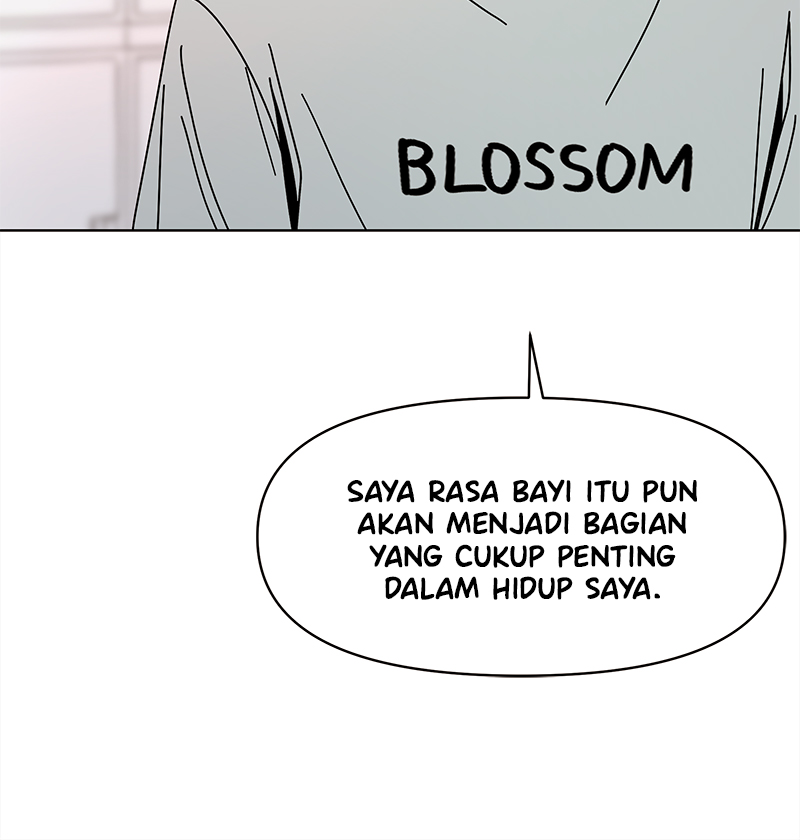 BLOSSOM
SAYA RASA BAYI ITU PUN
AKAN MENJADI BAGIAN
YANG CUKUP PENTING
DALAM HIDUP SAYA.